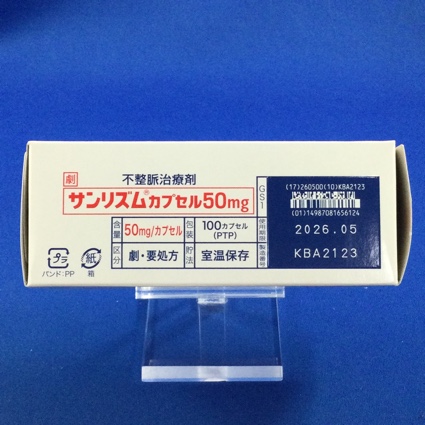 劇
不整脈治療剤
サンリズム®カプセル50mg
含量 50mg/カプセル 包装 100カプセル(PTP)
区分 劇・要処方 貯法 室温保存
プラ
バンド:PP
紙
箱
GS1
使用期限
製造番号
(17)260500(10)KBA2123
(01)14987081656124
2026.05
KBA2123